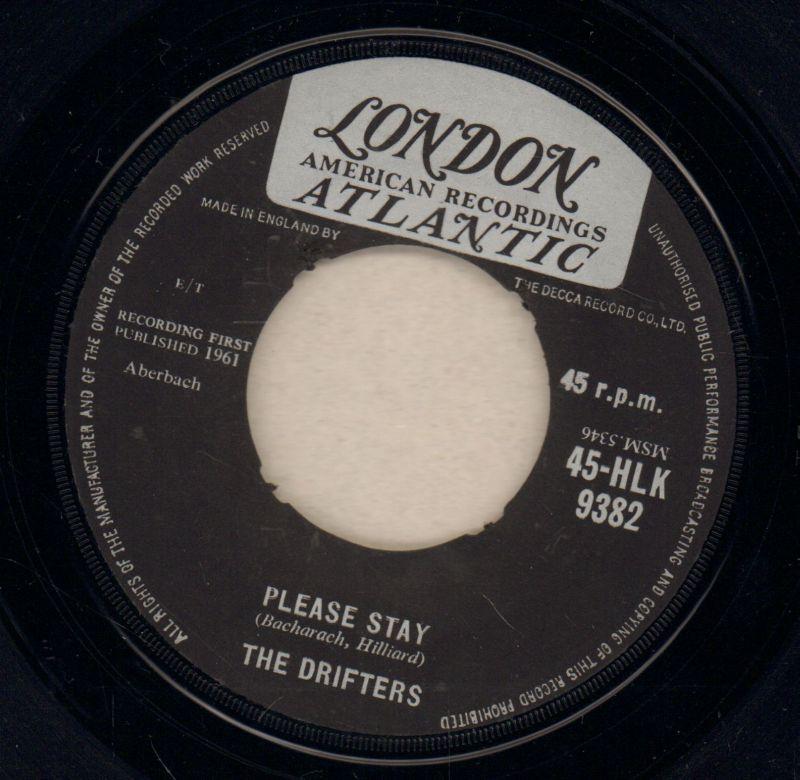 LONDON
AMERICAN RECORDINGS
ATLANTIC
MADE IN ENGLAND BY
THE DECCA RECORD CO., LTD.
E/T
RECORDING FIRST
PUBLISHED 1961
Aberbach
45 r.p.m.
MSM.5346
45-HLK
9382
PLEASE STAY
(Bacharach, Hilliard)
THE DRIFTERS
ALL RIGHTS OF THE MANUFACTURER AND OF THE OWNER OF THE RECORDED WORK RESERVED
UNAUTHORISED PUBLIC PERFORMANCE BROADCASTING AND COPYING OF THIS RECORD PROHIBITED